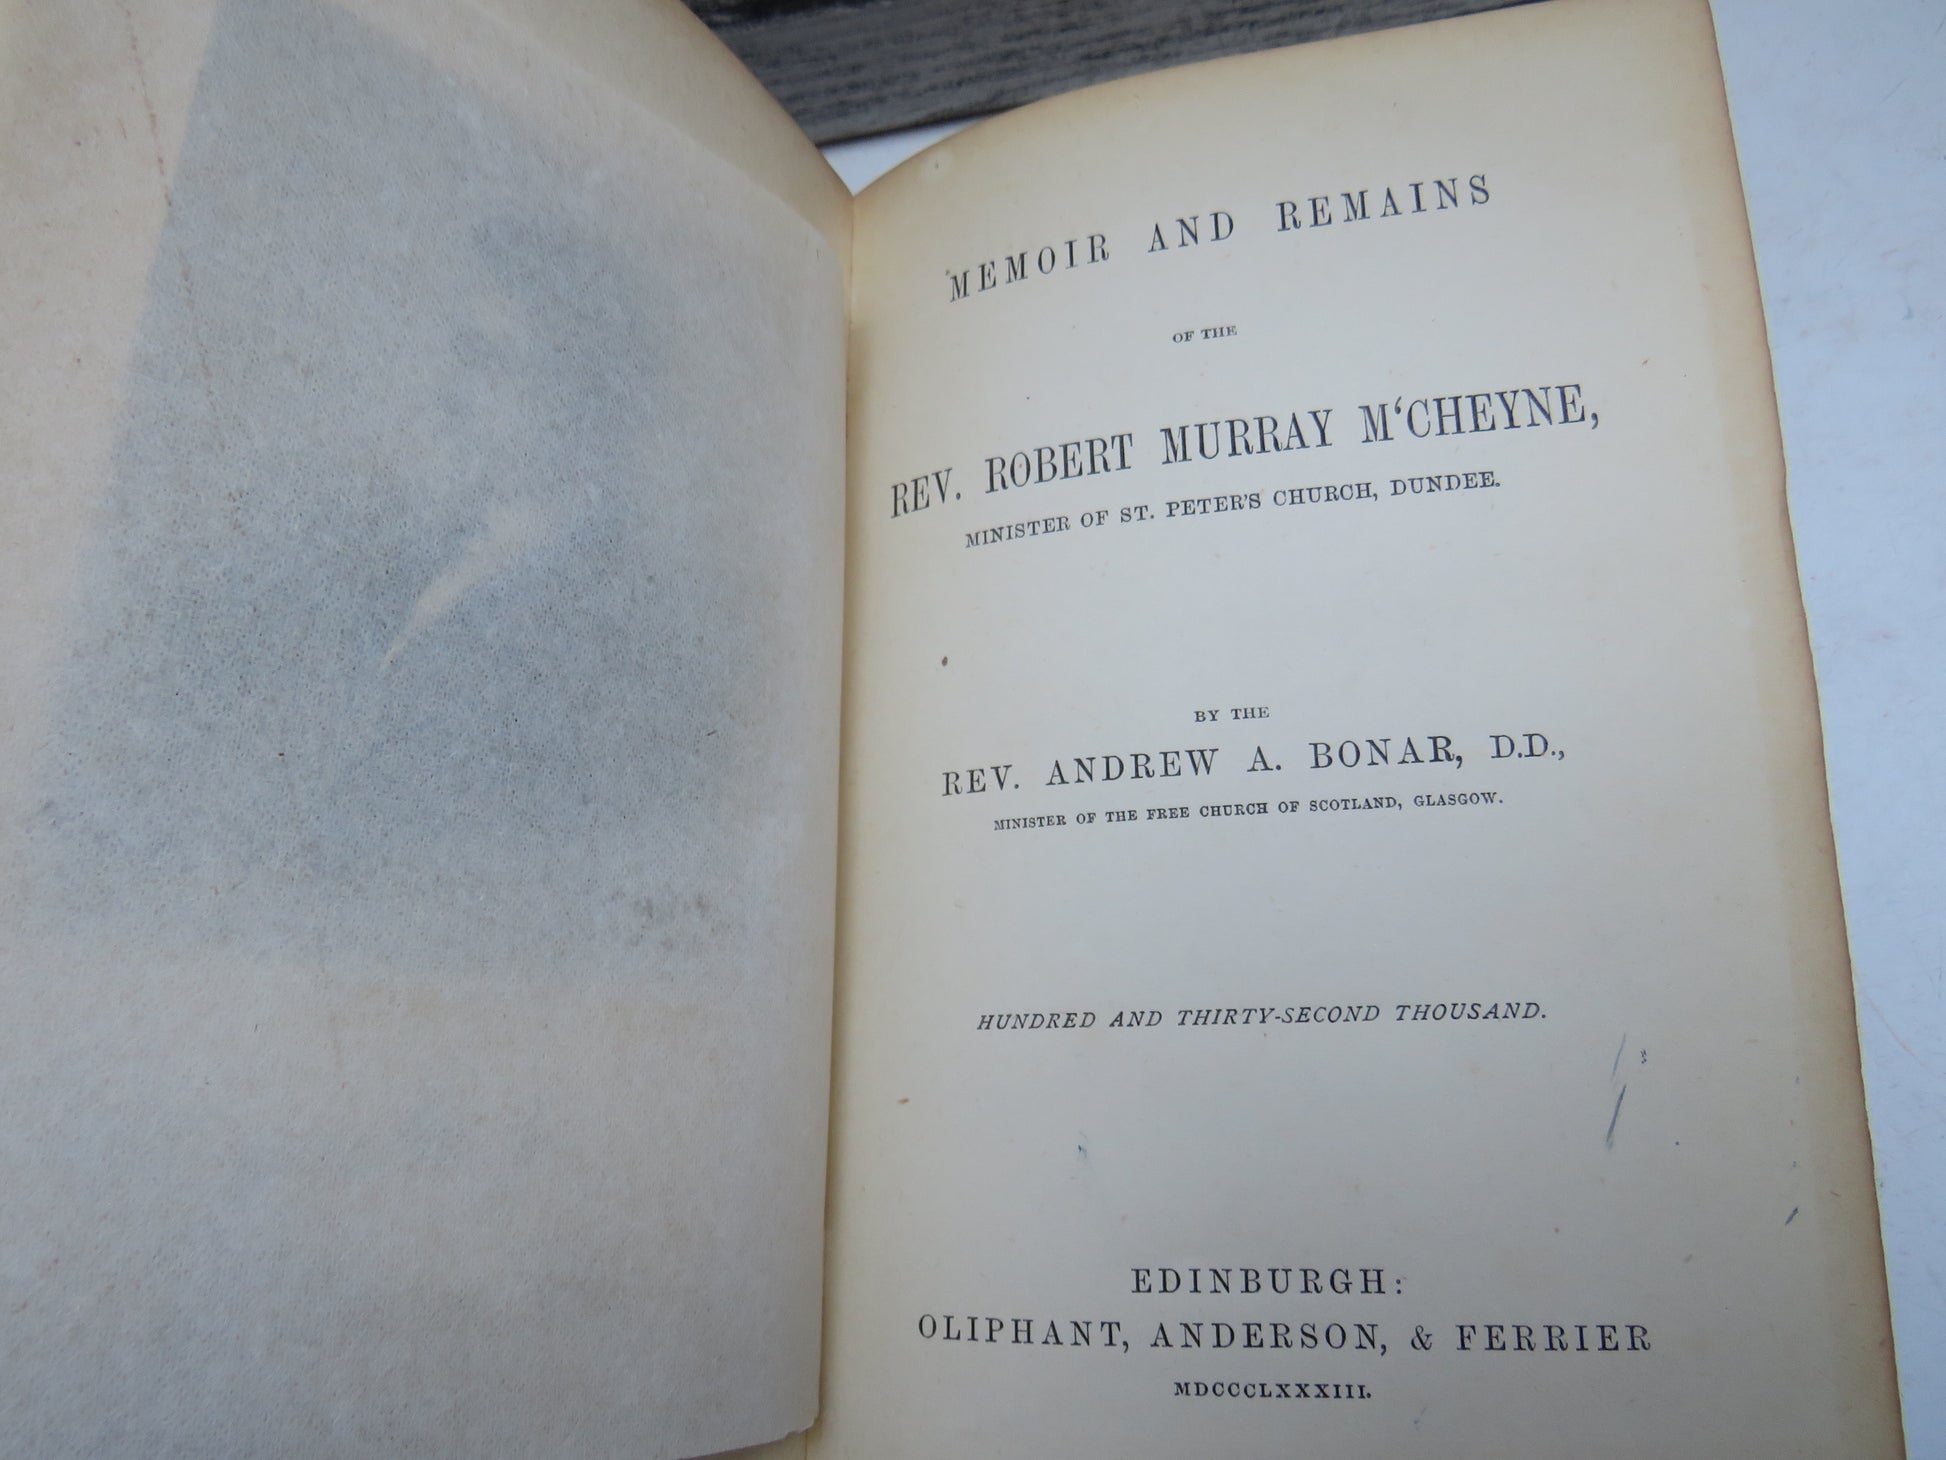 MEMOIR AND REMAINS
OF THE
REV. ROBERT MURRAY M‘CHEYNE,
MINISTER OF ST. PETER'S CHURCH, DUNDEE.
BY THE
REV. ANDREW A. BONAR, D.D.,
MINISTER OF THE FREE CHURCH OF SCOTLAND, GLASGOW.
HUNDRED AND THIRTY-SECOND THOUSAND.
EDINBURGH:
OLIPHANT, ANDERSON, & FERRIER
MDCCCLXXXIII.